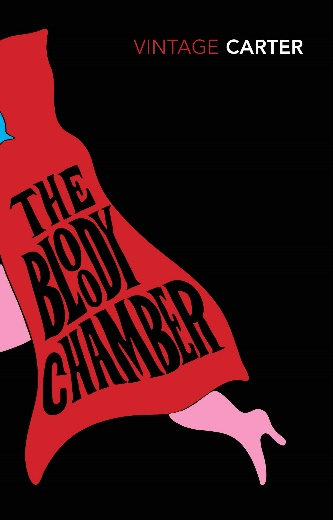 VINTAGE CARTER
THE
BLOODY
CHAMBER